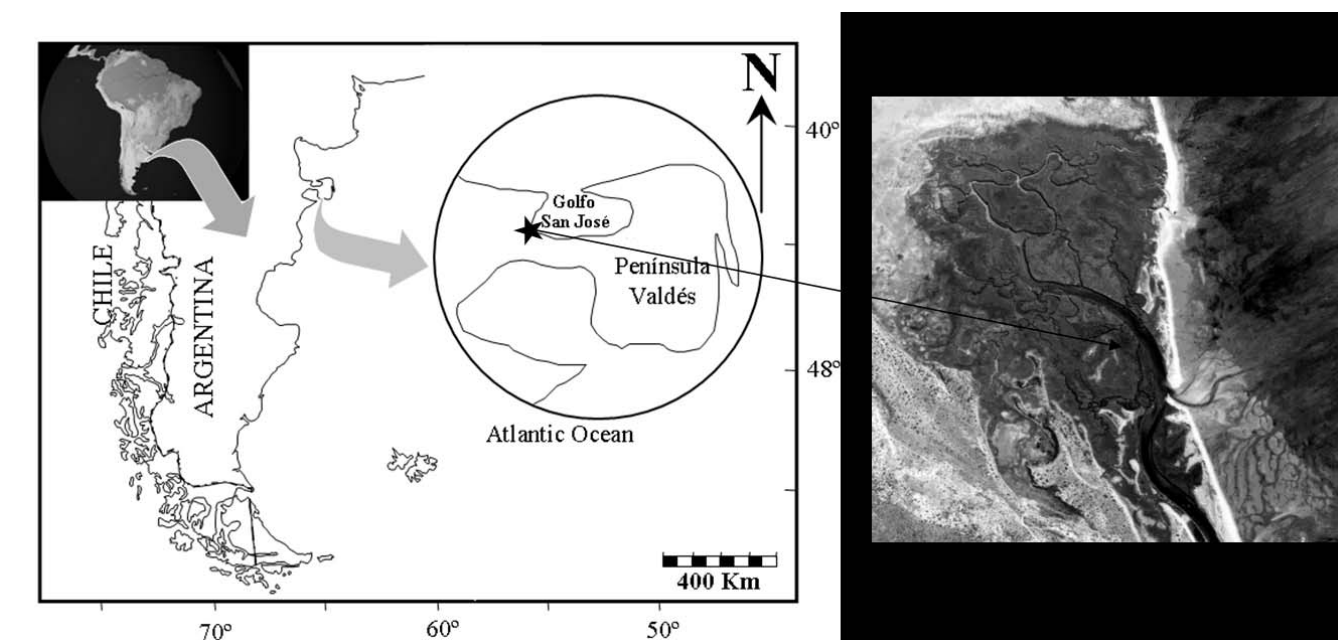 N
40°
Golfo
San José
Península
Valdés
CHILE
ARGENTINA
48°
Atlantic Ocean
400 Km
70°
60°
50°